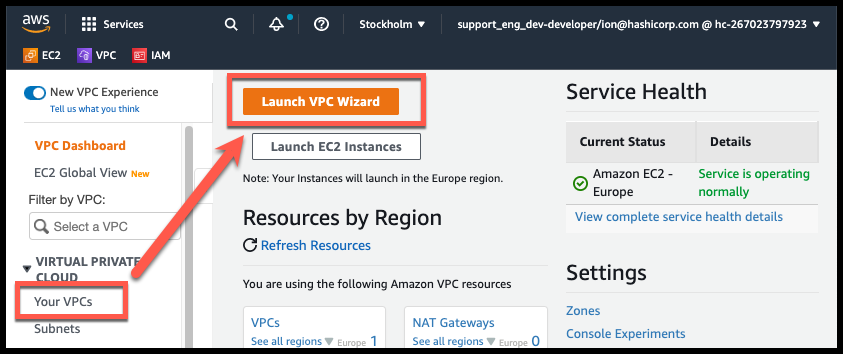 aws
Services
Stockholm ▼
support_eng_dev-developer/ion@hashicorp.com @ hc-267023797923 ▼
EC2
VPC
IAM
New VPC Experience
Tell us what you think
VPC Dashboard
EC2 Global View New
Filter by VPC:
Select a VPC
VIRTUAL PRIVATE
CLOUD
Your VPCs
Subnets
Launch VPC Wizard
Launch EC2 Instances
Note: Your Instances will launch in the Europe region.
Resources by Region
Refresh Resources
You are using the following Amazon VPC resources
VPCs
See all regions ▼ Europe 1
NAT Gateways
See all regions ▼ Europe 0
Service Health
Current Status
Details
Amazon EC2 -
Europe
Service is operating
normally
View complete service health details
Settings
Zones
Console Experiments